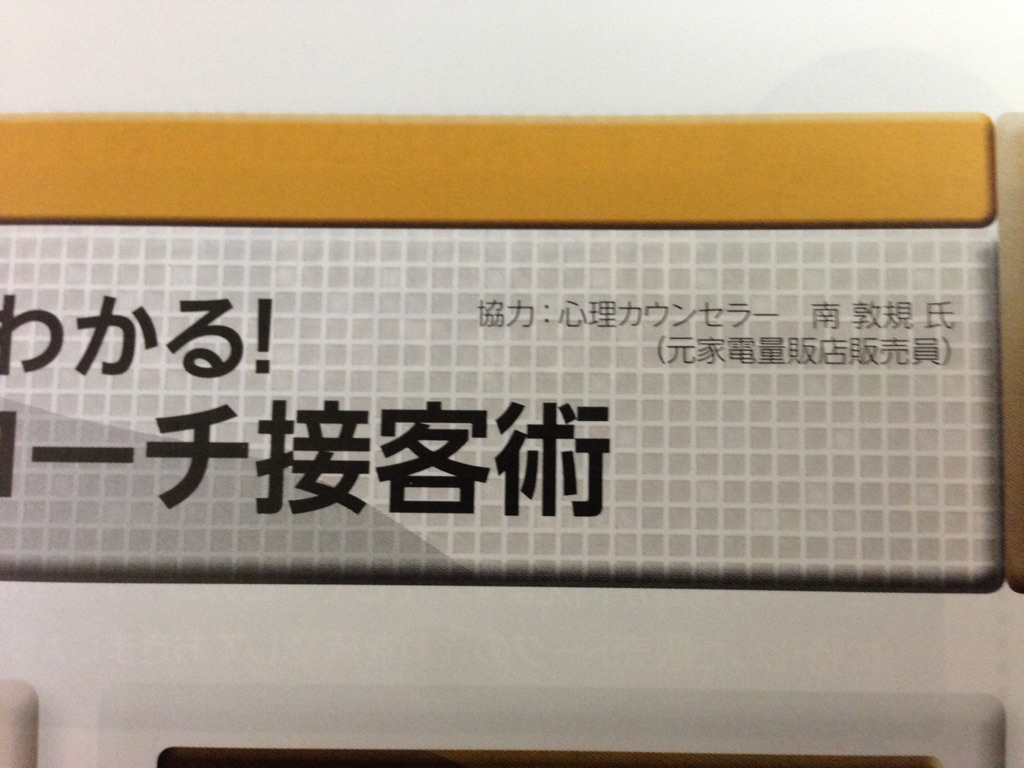 わかる!
協力：心理カウンセラー　南 敦規 氏
（元家電量販店販売員）
ローチ接客術